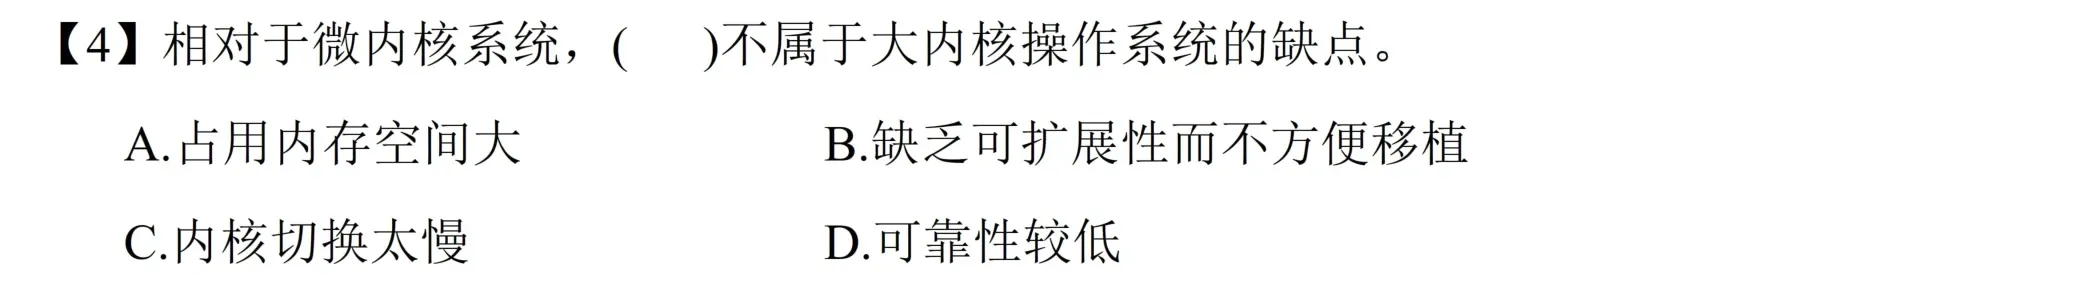 【4】相对于微内核系统，(   )不属于大内核操作系统的缺点。
A.占用内存空间大 B.缺乏可扩展性而不方便移植
C.内核切换太慢 D.可靠性较低